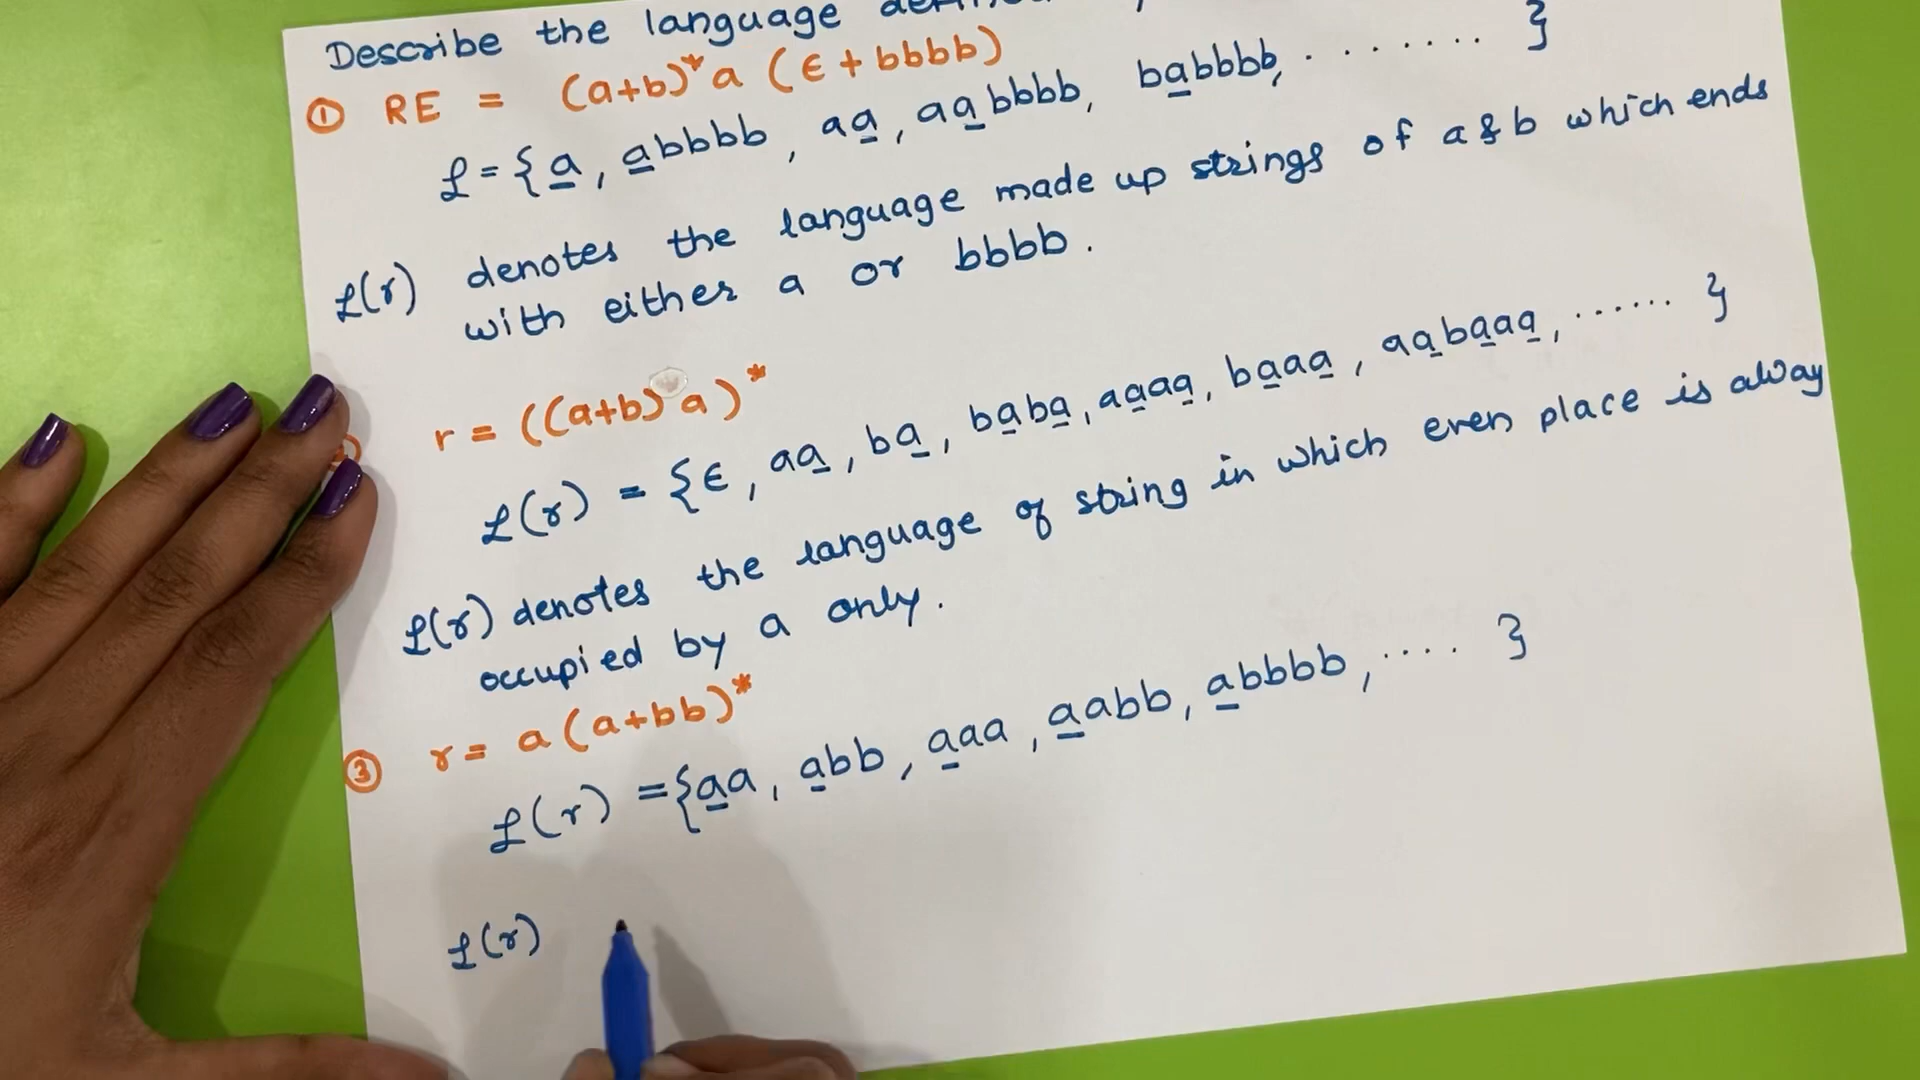 Describe the language
① RE = (a+b)*a (ε + bbbb)
L = {a, abbbb, aa, aabbbb, babbbb, ....... }
L(r) denotes the language made up strings of a & b which ends
with either a or bbbb.
r = ((a+b) a)*
L(r) = {ε, aa, ba, baba, aaaa, baaa, aabaaa, ...... }
L(r) denotes the language of string in which even place is alway
occupied by a only.
③ r = a(a+bb)*
L(r) = {aa, abb, aaa, aabb, abbbb, .... }
L(r)